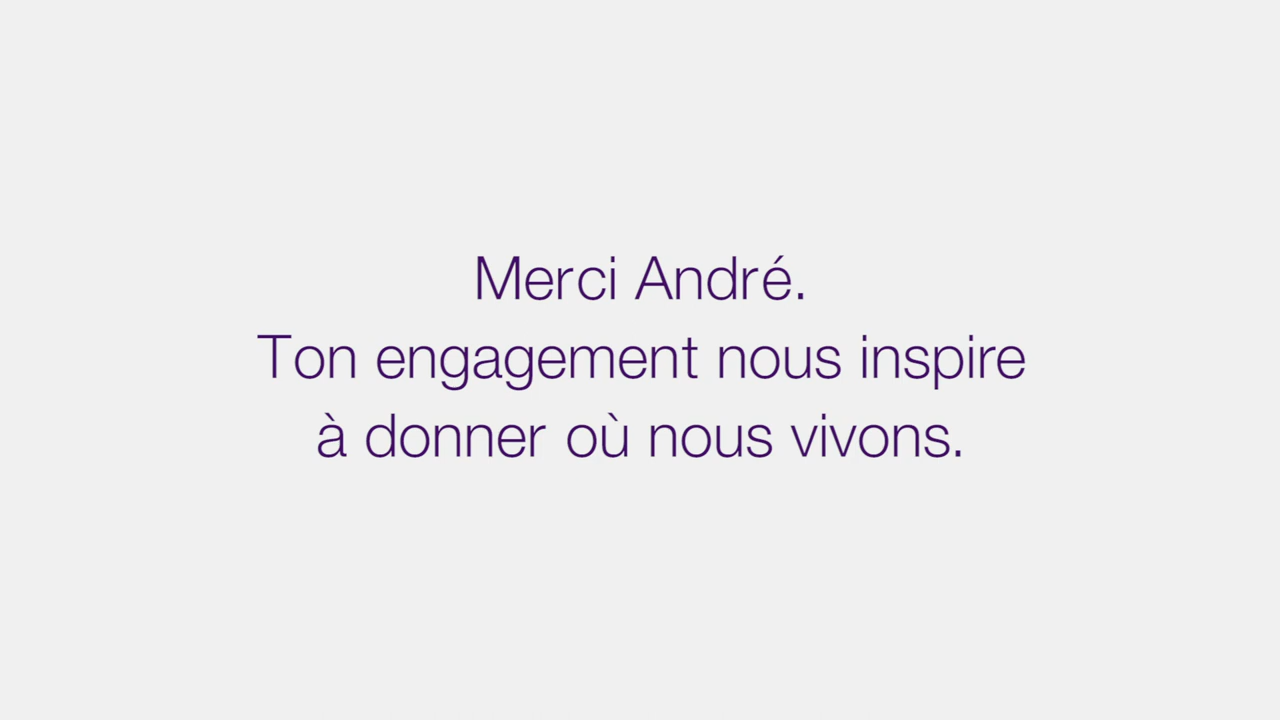 Merci André.
Ton engagement nous inspire
à donner où nous vivons.